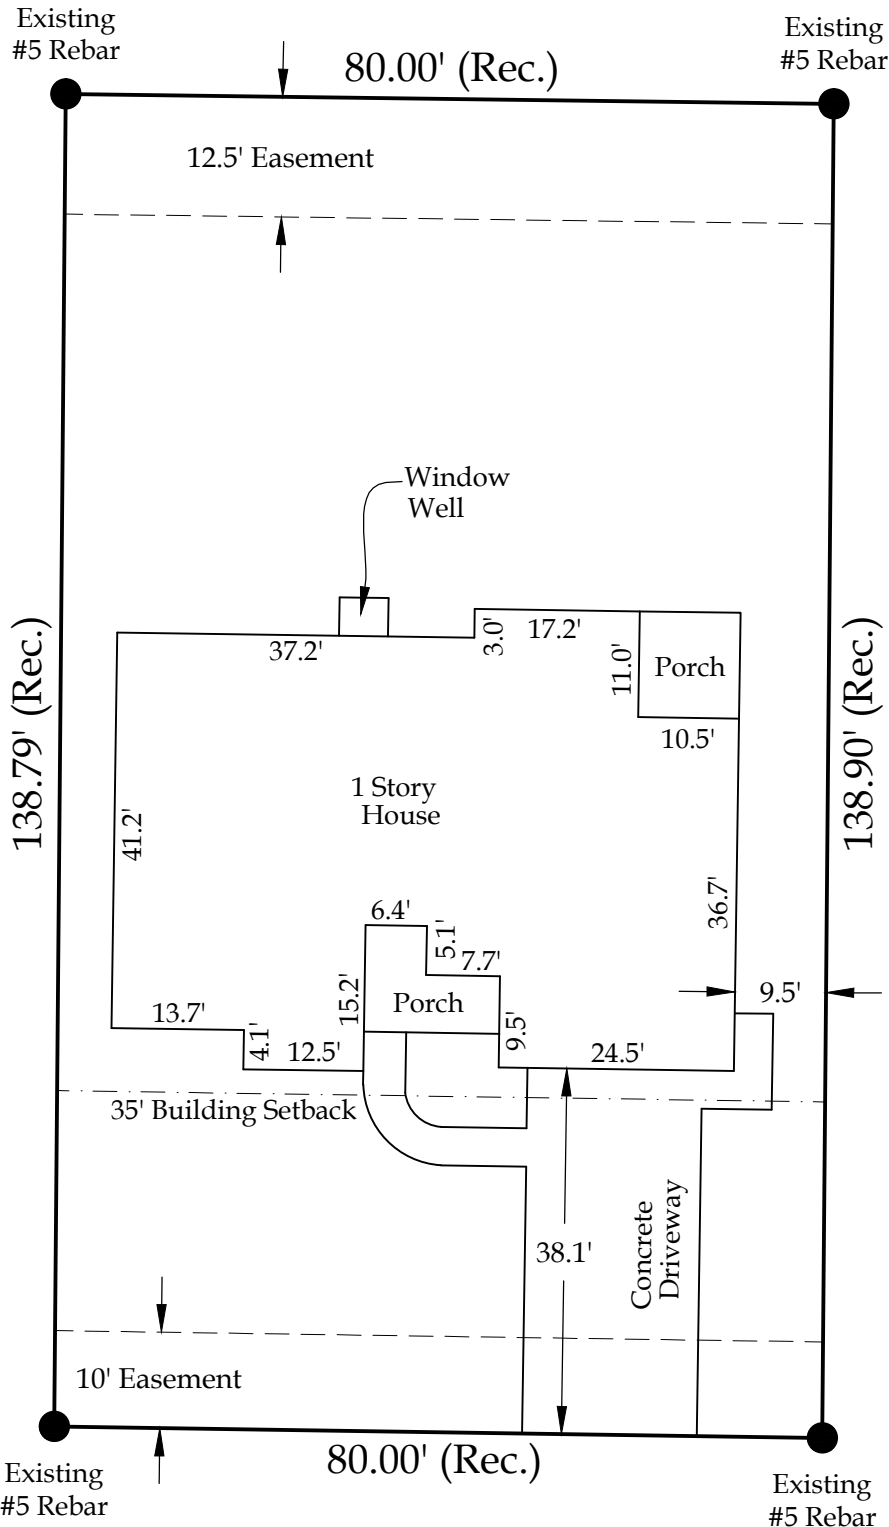 Existing
#5 Rebar
Existing
#5 Rebar
80.00' (Rec.)
12.5' Easement
Window
Well
138.79' (Rec.)
138.90' (Rec.)
37.2'
3.0'
17.2'
11.0'
Porch
10.5'
1 Story
House
41.2'
36.7'
6.4'
5.1'
7.7'
15.2'
Porch
9.5'
9.5'
13.7'
4.1'
12.5'
24.5'
35' Building Setback
38.1'
Concrete
Driveway
10' Easement
80.00' (Rec.)
Existing
#5 Rebar
Existing
#5 Rebar